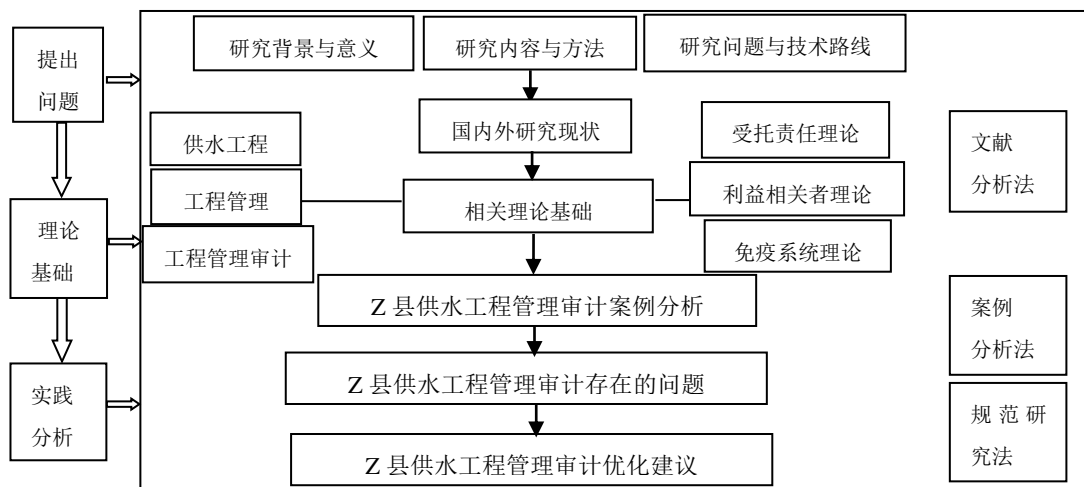 提出
问题
理论
基础
实践
分析
研究背景与意义
研究内容与方法
研究问题与技术路线
国内外研究现状
供水工程
工程管理
工程管理审计
相关理论基础
受托责任理论
利益相关者理论
免疫系统理论
Z 县供水工程管理审计案例分析
Z 县供水工程管理审计存在的问题
Z 县供水工程管理审计优化建议
文献
分析法
案例
分析法
规 范 研
究法